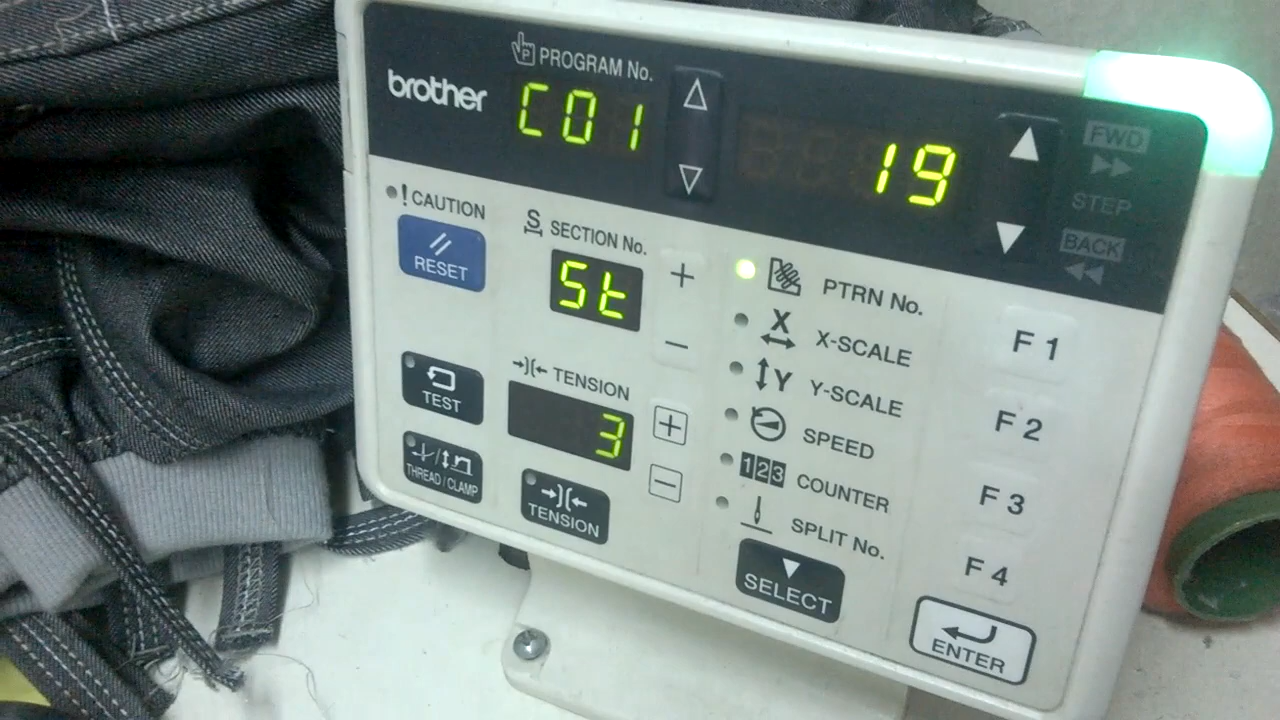 PROGRAM No.
brother
C01
19
FWD
STEP
BACK
! CAUTION
RESET
S SECTION No.
St
+
−
PTRN No.
X X-SCALE
Y Y-SCALE
SPEED
123 COUNTER
SPLIT No.
SELECT
F 1
F 2
F 3
F 4
ENTER
TEST
THREAD / CLAMP
TENSION
3
+
−
TENSION